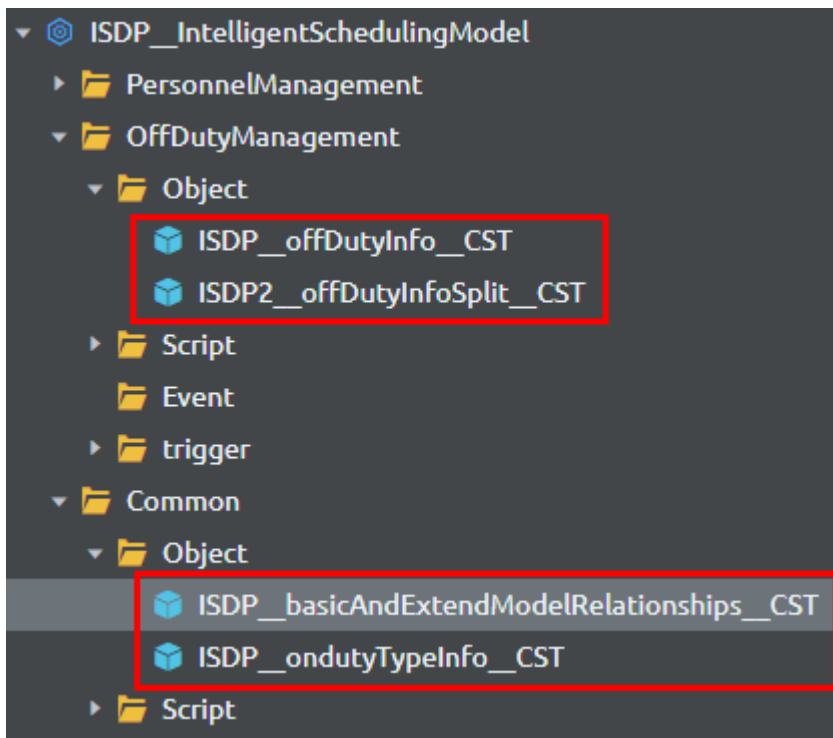 ISDP__IntelligentSchedulingModel
PersonnelManagement
OffDutyManagement
Object
ISDP__offDutyInfo__CST
ISDP2__offDutyInfoSplit__CST
Script
Event
trigger
Common
Object
ISDP__basicAndExtendModelRelationships__CST
ISDP__ondutyTypeInfo__CST
Script